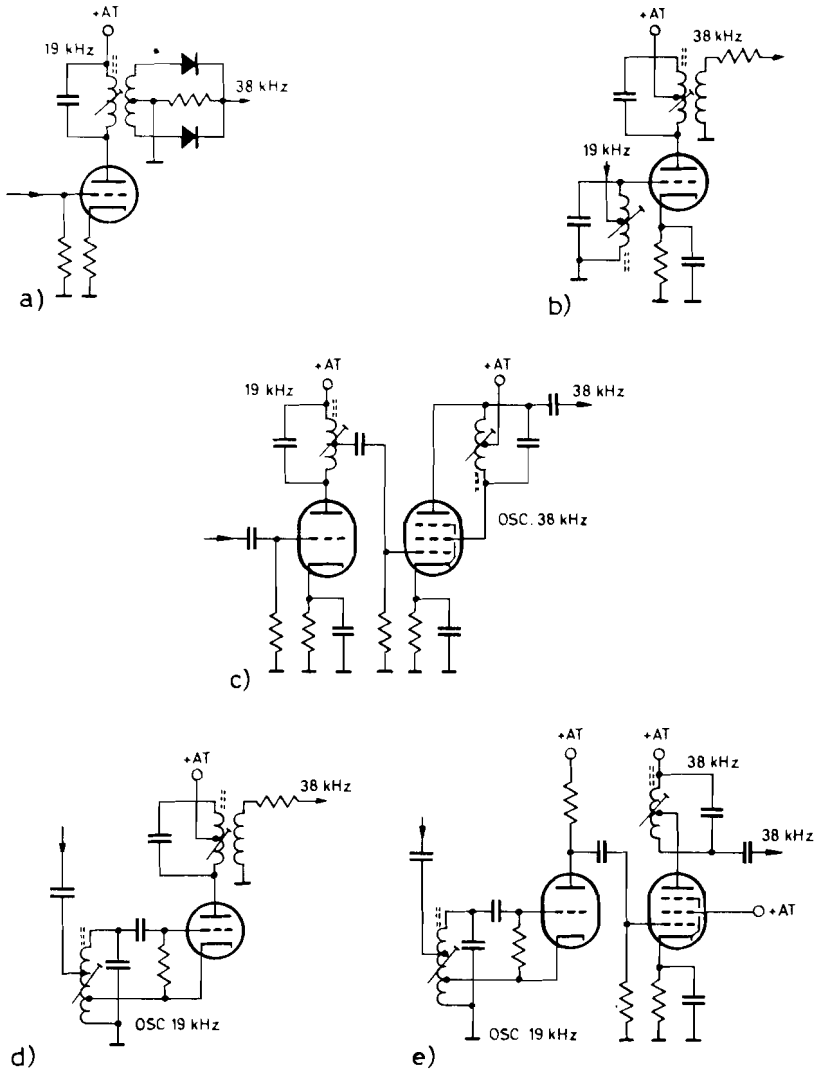 +AT
19 kHz
38 kHz
a)
+AT
38 kHz
19 kHz
b)
+AT
19 kHz
+AT
38 kHz
OSC. 38 kHz
c)
+AT
38 kHz
OSC 19 kHz
d)
+AT
+AT
38 kHz
38 kHz
+AT
OSC 19 kHz
e)